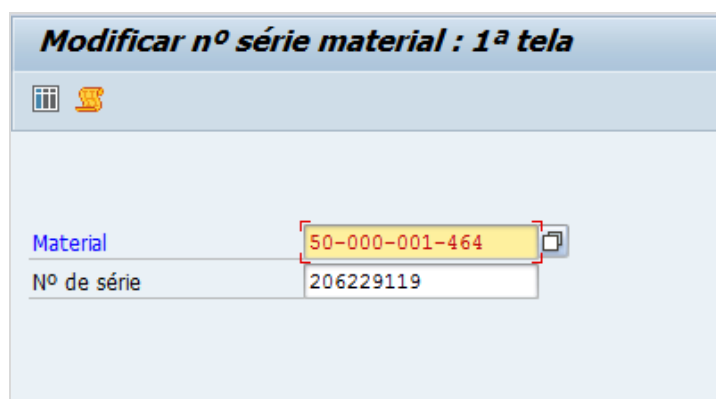 Modificar nº série material : 1ª tela
Material 50-000-001-464
Nº de série 206229119